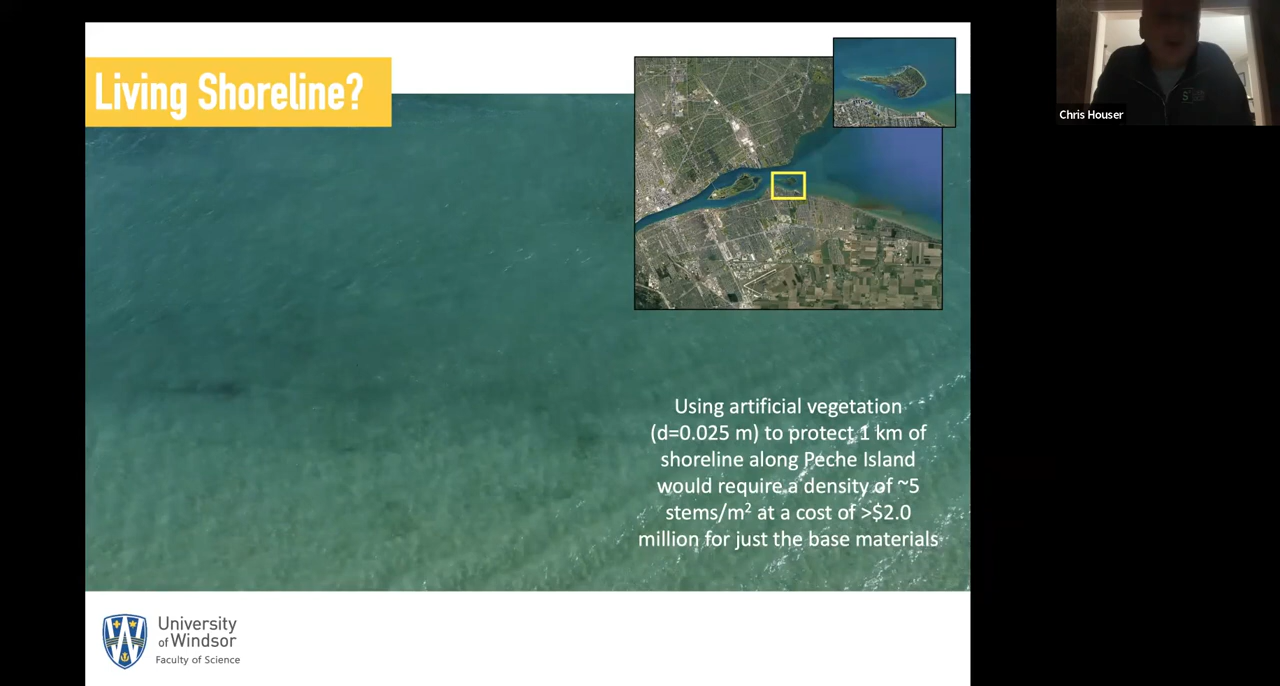 Living Shoreline?
Chris Houser
Using artificial vegetation
(d=0.025 m) to protect 1 km of
shoreline along Peche Island
would require a density of ~5
stems/m² at a cost of >$2.0
million for just the base materials
University
of Windsor
Faculty of Science